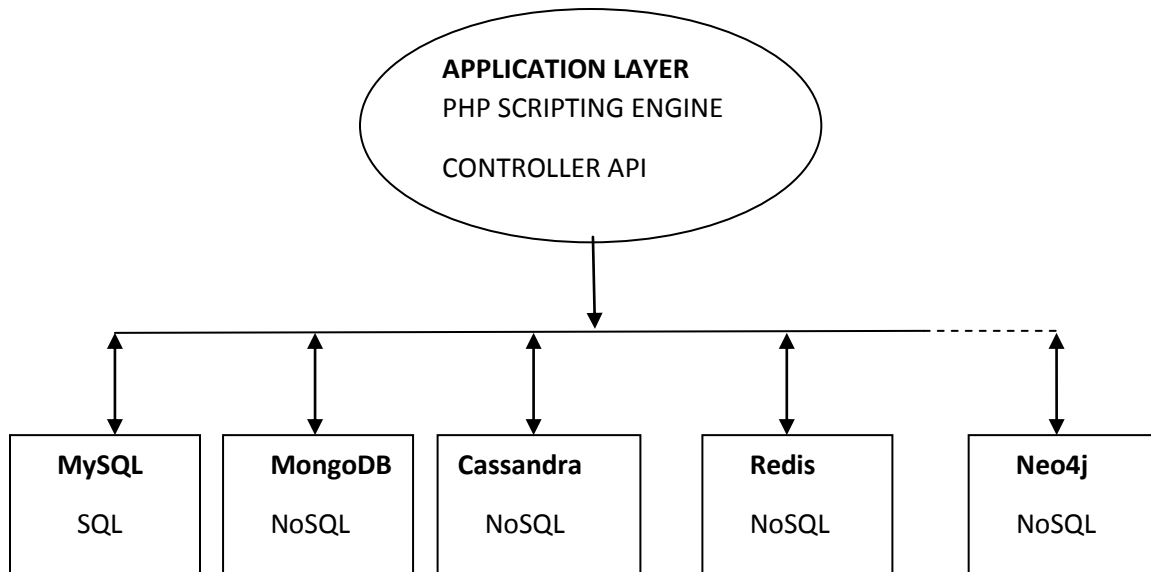 APPLICATION LAYER
PHP SCRIPTING ENGINE
CONTROLLER API
MySQL
SQL
MongoDB
NoSQL
Cassandra
NoSQL
Redis
NoSQL
Neo4j
NoSQL